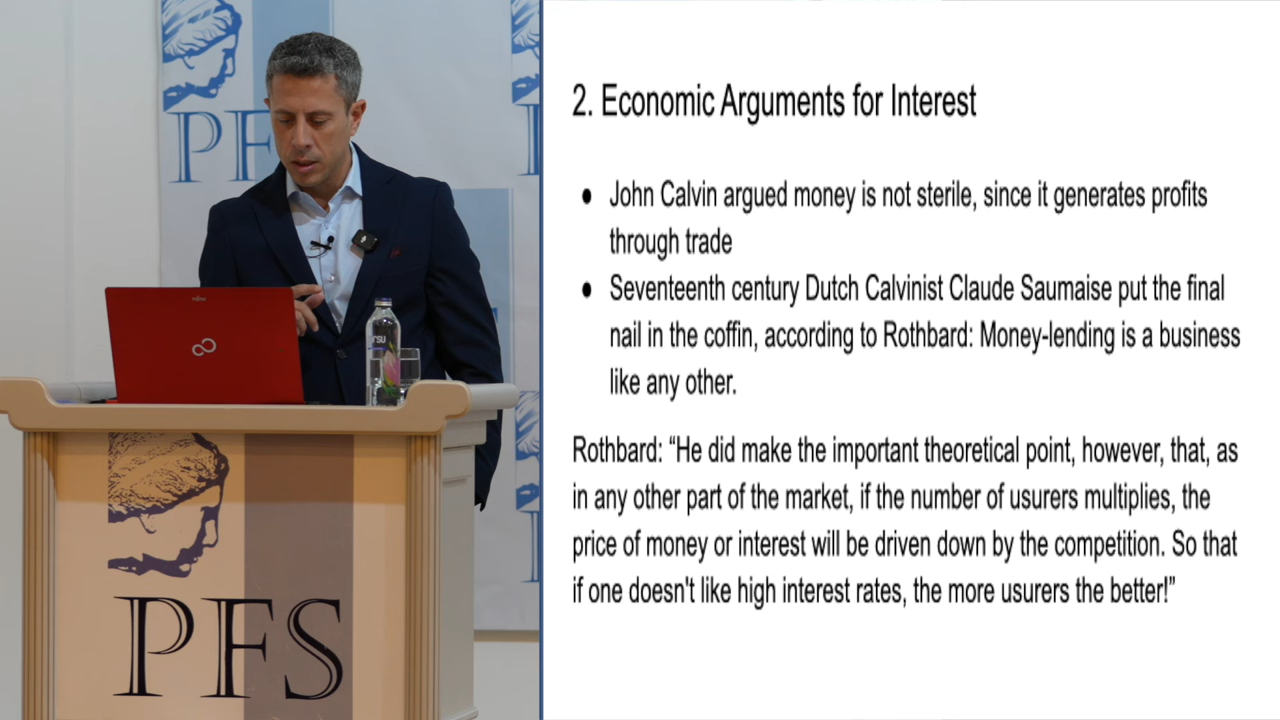 PF
FUJITSU
PFS
2. Economic Arguments for Interest
● John Calvin argued money is not sterile, since it generates profits
through trade
● Seventeenth century Dutch Calvinist Claude Saumaise put the final
nail in the coffin, according to Rothbard: Money-lending is a business
like any other.
Rothbard: “He did make the important theoretical point, however, that, as
in any other part of the market, if the number of usurers multiplies, the
price of money or interest will be driven down by the competition. So that
if one doesn't like high interest rates, the more usurers the better!”